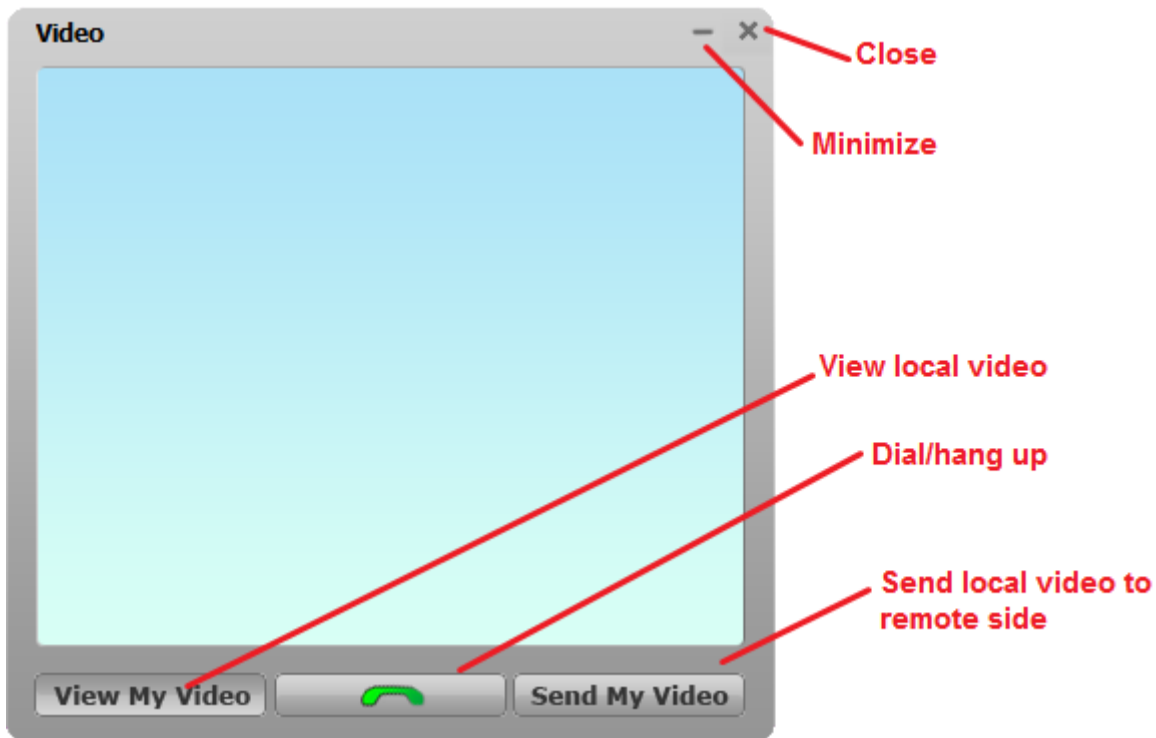 Video
Close
Minimize
View local video
Dial/hang up
Send local video to
remote side
View My Video
Send My Video